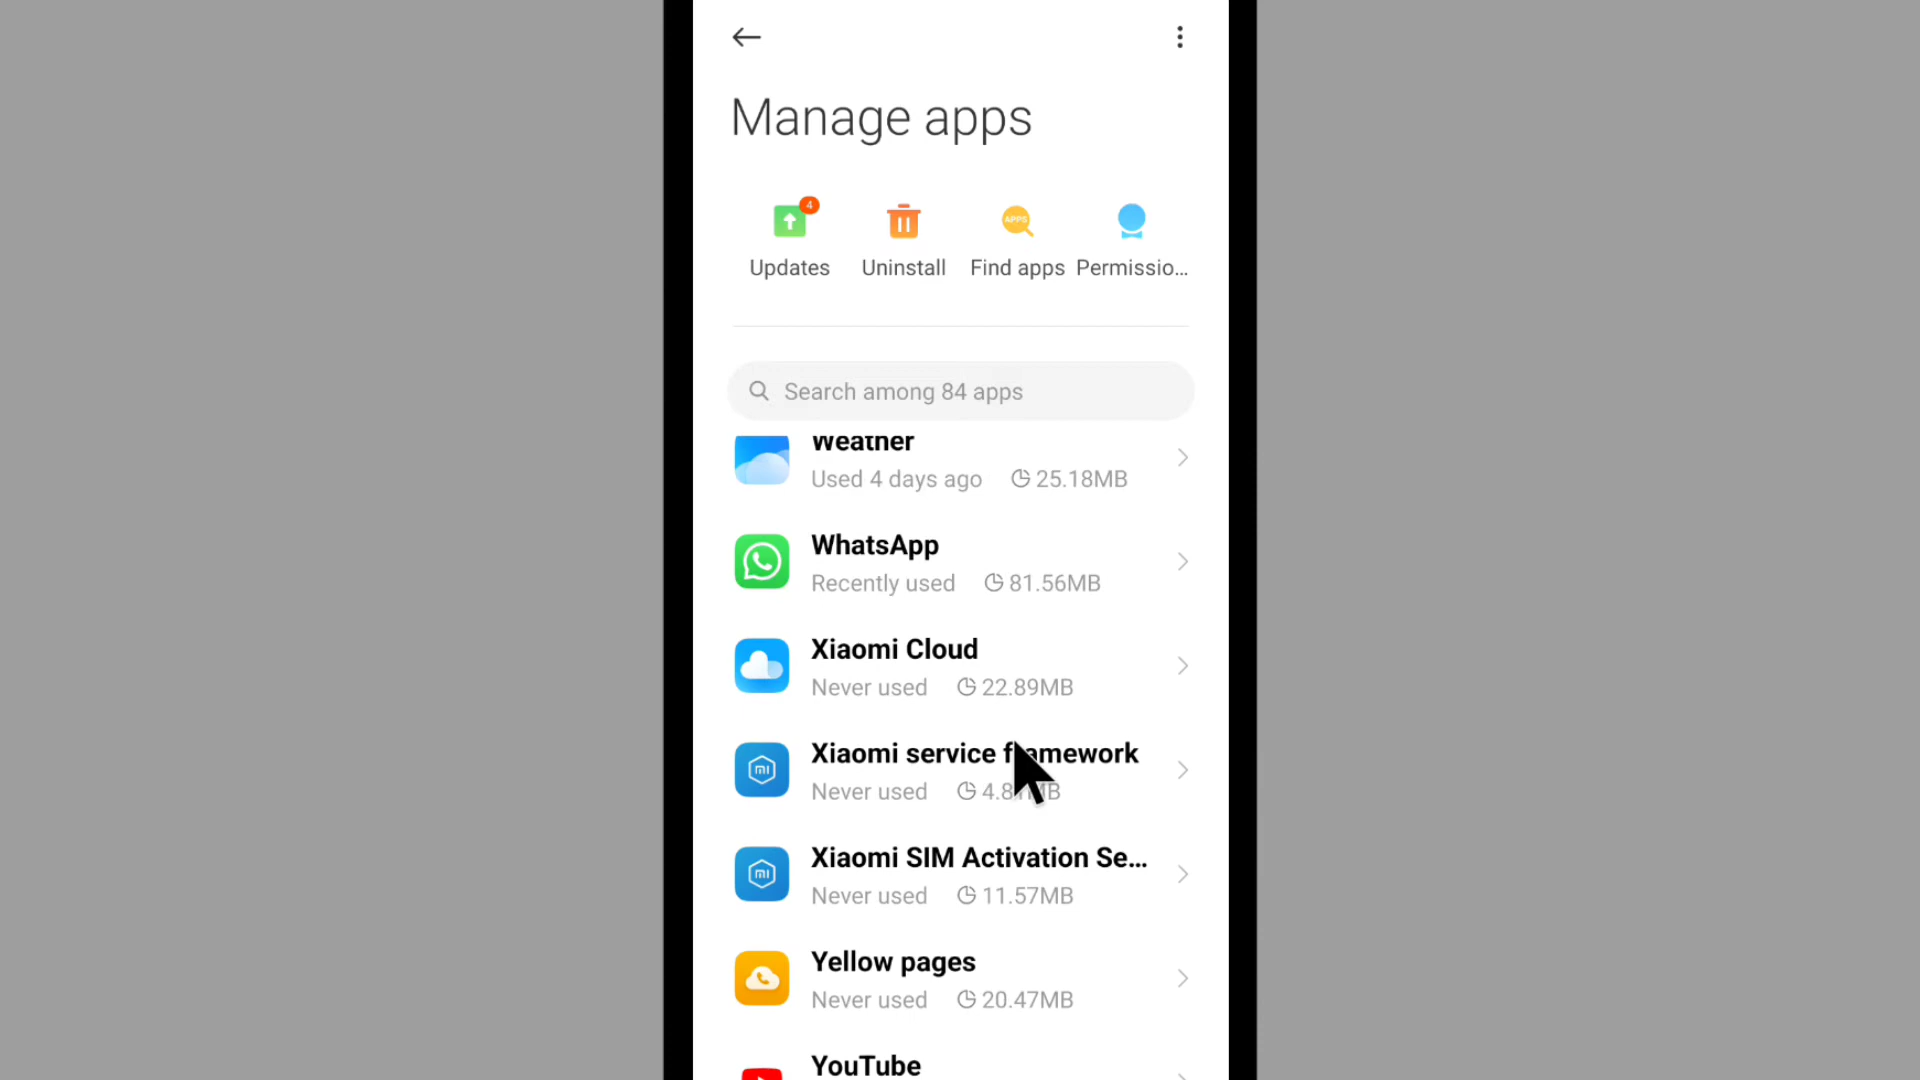 Manage apps
4
APPS
Updates Uninstall Find apps Permissio...
Search among 84 apps
Weather
Used 4 days ago 25.18MB
WhatsApp
Recently used 81.56MB
Xiaomi Cloud
Never used 22.89MB
Xiaomi service framework
Never used
Xiaomi SIM Activation Se...
Never used 11.57MB
Yellow pages
Never used 20.47MB
YouTube